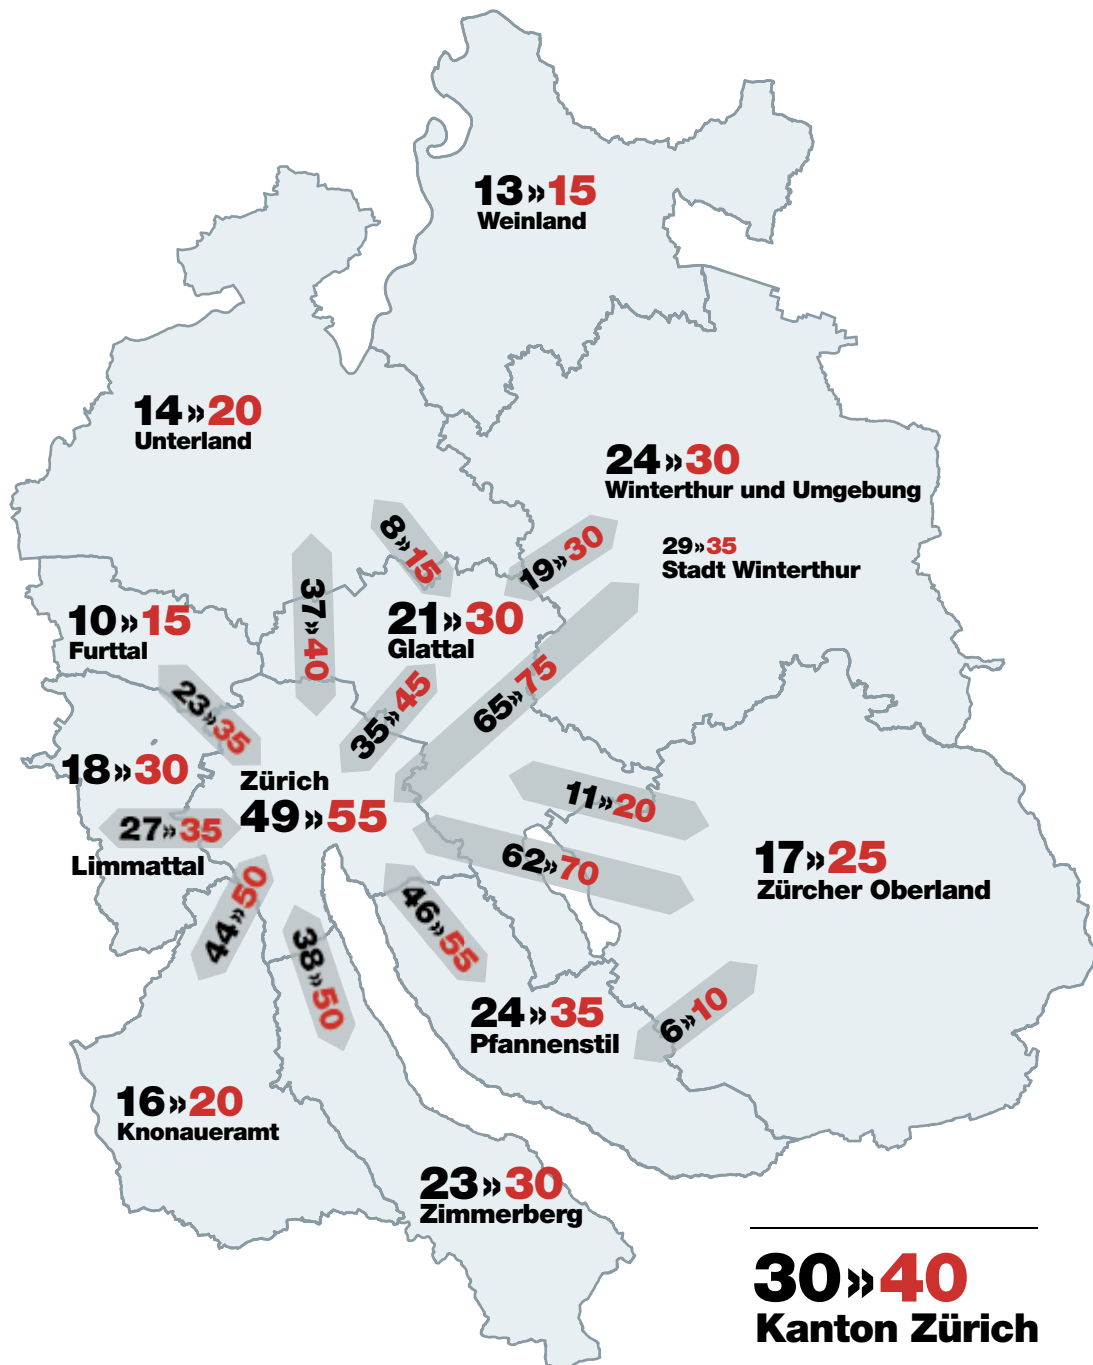 13»15
Weinland
14»20
Unterland
24»30
Winterthur und Umgebung
8»15
19»30
29»35
Stadt Winterthur
37»40
10»15
Furttal
21»30
Glattal
23»35
35»45
65»75
18»30
Zürich
49»55
27»35
Limmattal
11»20
62»70
17»25
Zürcher Oberland
44»50
46»55
38»50
24»35
Pfannenstil
6»10
16»20
Knonaueramt
23»30
Zimmerberg
30»40
Kanton Zürich